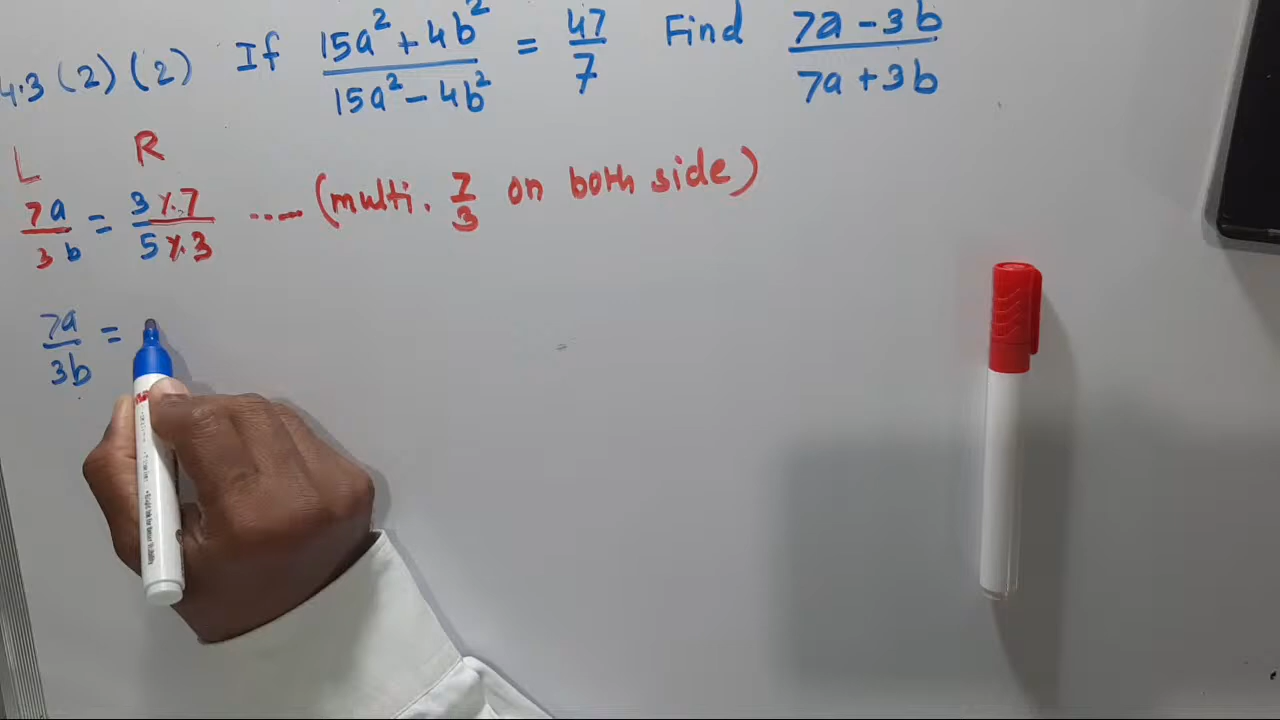 4.3 (2) (2) If (15a² + 4b²)/(15a² - 4b²) = 47/7 Find (7a - 3b)/(7a + 3b)
L R
7a/3b = 3 × 7/5 × 3 ..... (multi. 7/3 on both side)
7a/3b =